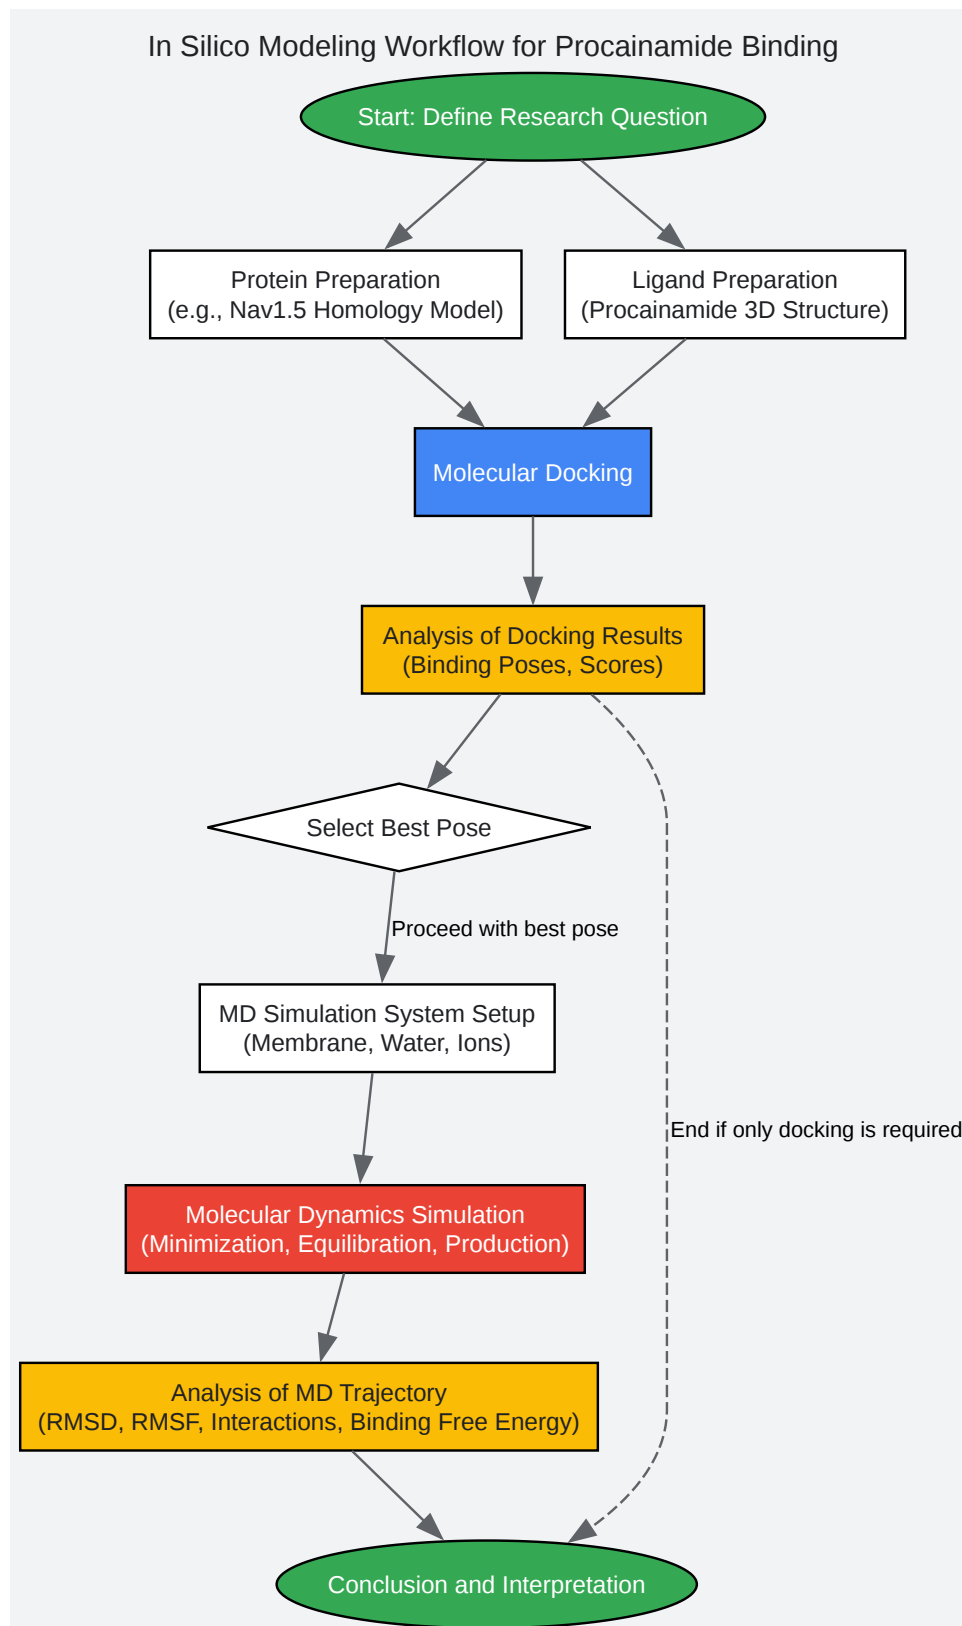 In Silico Modeling Workflow for Procainamide Binding
Start: Define Research Question
Protein Preparation
(e.g., Nav1.5 Homology Model)
Ligand Preparation
(Procainamide 3D Structure)
Molecular Docking
Analysis of Docking Results
(Binding Poses, Scores)
Select Best Pose
Proceed with best pose
MD Simulation System Setup
(Membrane, Water, Ions)
End if only docking is required
Molecular Dynamics Simulation
(Minimization, Equilibration, Production)
Analysis of MD Trajectory
(RMSD, RMSF, Interactions, Binding Free Energy)
Conclusion and Interpretation